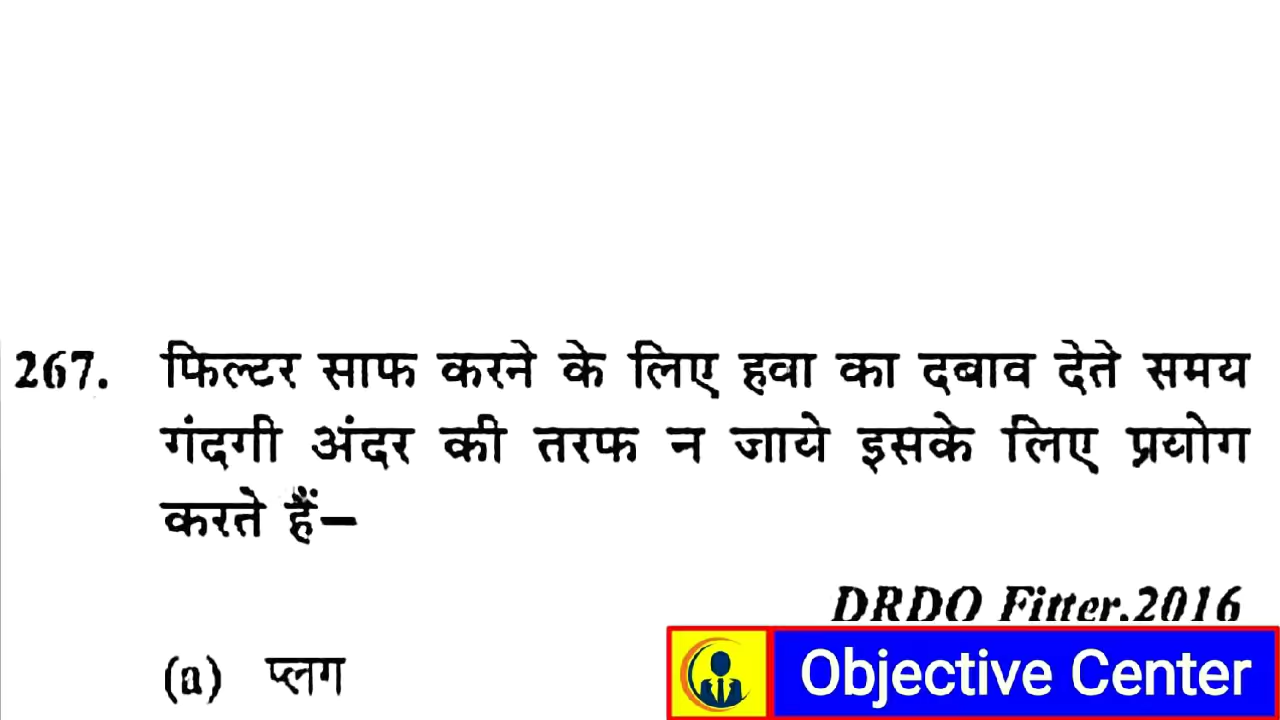 267. फिल्टर साफ करने के लिए हवा का दबाव देते समय
गंदगी अंदर की तरफ न जाये इसके लिए प्रयोग
करते हैं–
DRDO Fitter.2016
(a) प्लग
Objective Center